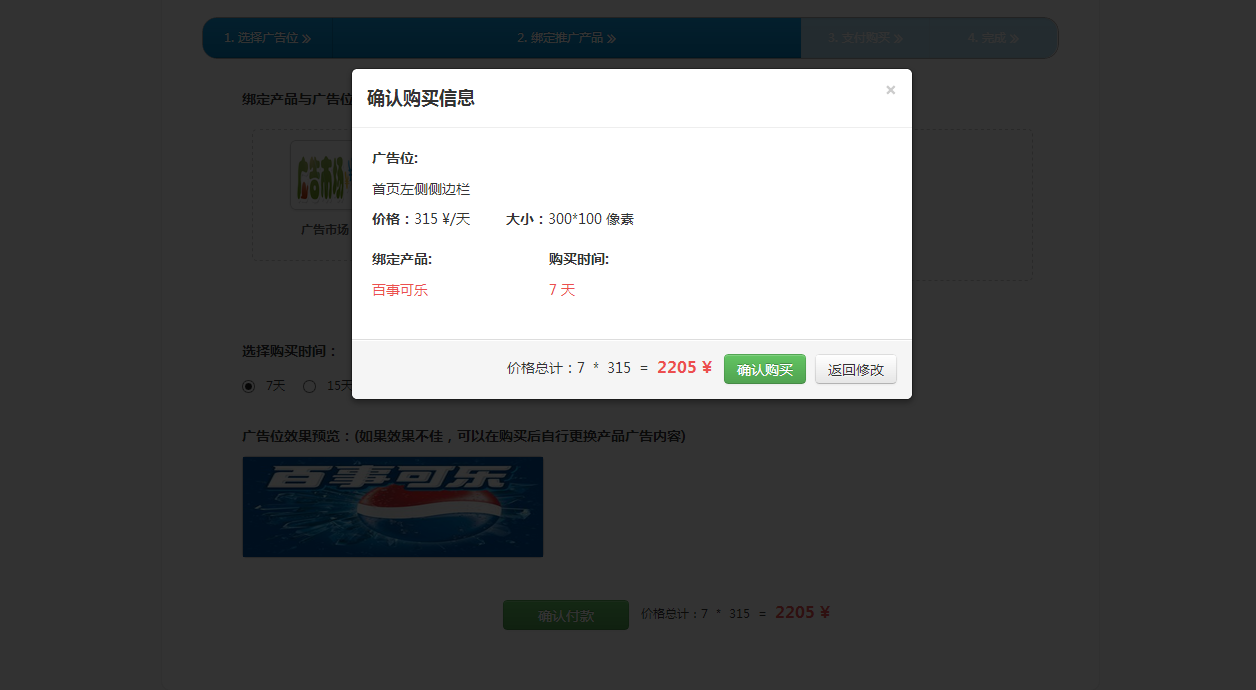 1. 选择广告位 »
2. 绑定推广产品 »
3. 支付购买 »
4. 完成 »
绑定产品与广告位
广告市场
广告市场
确认购买信息
×
广告位:
首页左侧侧边栏
价格：315 ¥/天 大小：300*100 像素
绑定产品: 购买时间:
百事可乐 7 天
价格总计：7 * 315 = 2205 ¥ 确认购买 返回修改
选择购买时间：
7天 15天
广告位效果预览：(如果效果不佳，可以在购买后自行更换产品广告内容)
百事可乐
确认付款 价格总计：7 * 315 = 2205 ¥